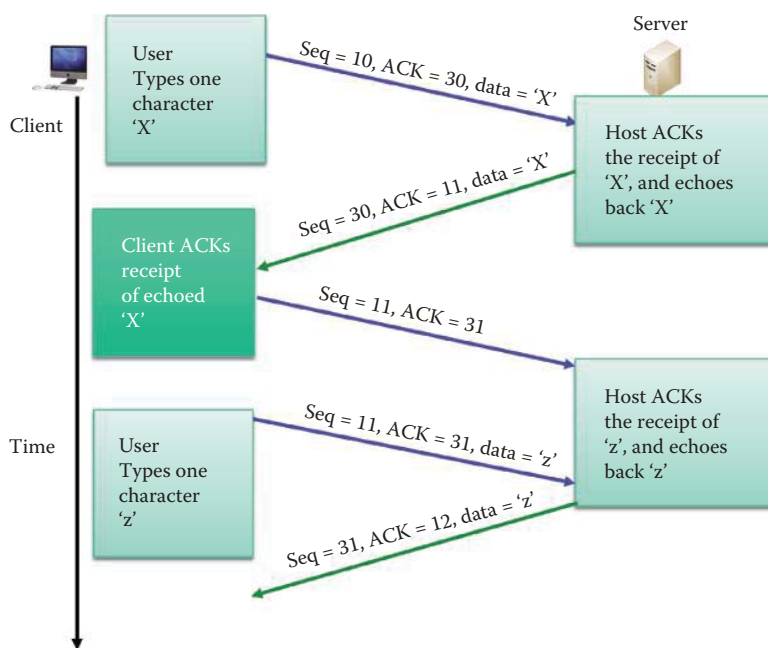 Server
User
Types one
character
‘X’
Seq = 10, ACK = 30, data = ‘X’
Client
Host ACKs
the receipt of
‘X’, and echoes
back ‘X’
Seq = 30, ACK = 11, data = ‘X’
Client ACKs
receipt
of echoed
‘X’
Seq = 11, ACK = 31
Host ACKs
the receipt of
‘z’, and echoes
back ‘z’
Time
User
Types one
character
‘z’
Seq = 11, ACK = 31, data = ‘z’
Seq = 31, ACK = 12, data = ‘z’